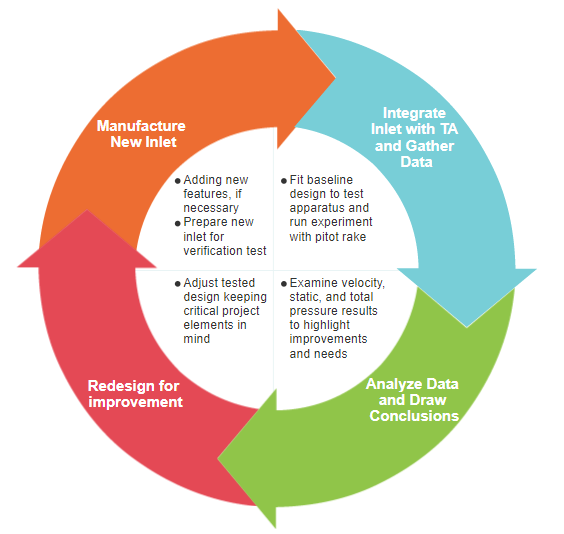 Manufacture
New Inlet
Integrate
Inlet with TA
and Gather
Data
● Adding new
features, if
necessary
● Prepare new
inlet for
verification test
● Fit baseline
design to test
apparatus and
run experiment
with pitot rake
● Adjust tested
design keeping
critical project
elements in
mind
● Examine velocity,
static, and total
pressure results
to highlight
improvements
and needs
Redesign for
improvement
Analyze Data
and Draw
Conclusions